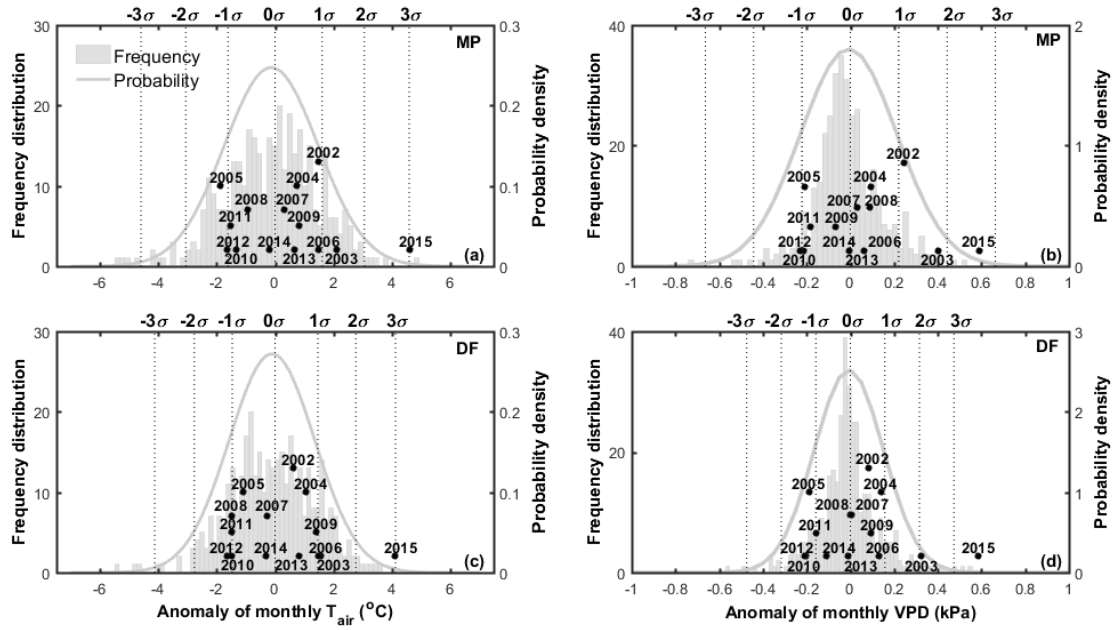 -3σ -2σ -1σ 0σ 1σ 2σ 3σ
30 0.3
MP
Frequency
Probability
20 0.2
2002
2005 2004
10 0.1
2008 2007
2011 2009
2012 2014 2006 2015
2010 2013 2003
(a)
0 0
-6 -4 -2 0 2 4 6
Frequency distribution
Probability density
-3σ -2σ -1σ 0σ 1σ 2σ 3σ
40 2
MP
2002
20 1
2005 2004
2007 2008
2011 2009
2012 2014 2006 2015
2010 2013 2003
(b)
0 0
-1 -0.8 -0.6 -0.4 -0.2 0 0.2 0.4 0.6 0.8 1
Frequency distribution
Probability density
-3σ -2σ -1σ 0σ 1σ 2σ 3σ
30 0.3
DF
20 0.2
2002
2005 2004
10 0.1
2008 2007
2011 2009
2012 2014 2006 2015
2010 2013 2003
(c)
0 0
-6 -4 -2 0 2 4 6
Frequency distribution
Probability density
Anomaly of monthly Tair (°C)
-3σ -2σ -1σ 0σ 1σ 2σ 3σ
40 3
DF
2
20
2002
2005 2004
1
2008 2007
2011 2009
2012 2014 2006 2015
2010 2013 2003
(d)
0 0
-1 -0.8 -0.6 -0.4 -0.2 0 0.2 0.4 0.6 0.8 1
Frequency distribution
Probability density
Anomaly of monthly VPD (kPa)